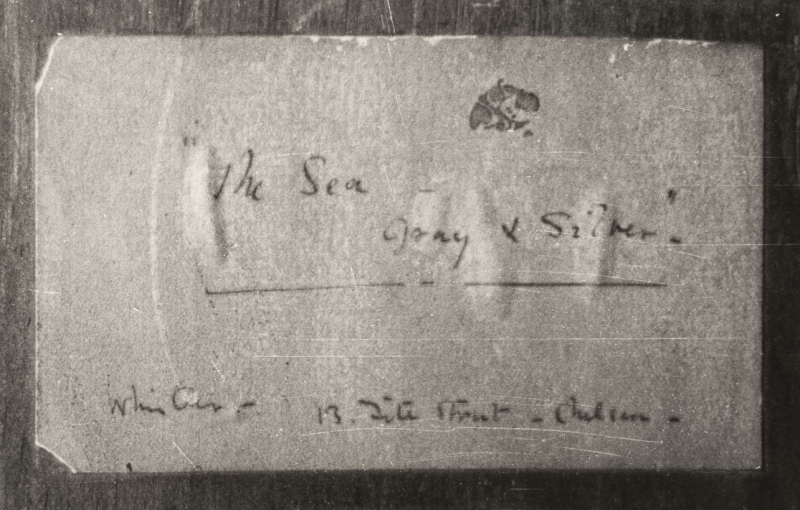 "The Sea -
Gray & Silver".
Whistler - 13. Tite Street - Chelsea -